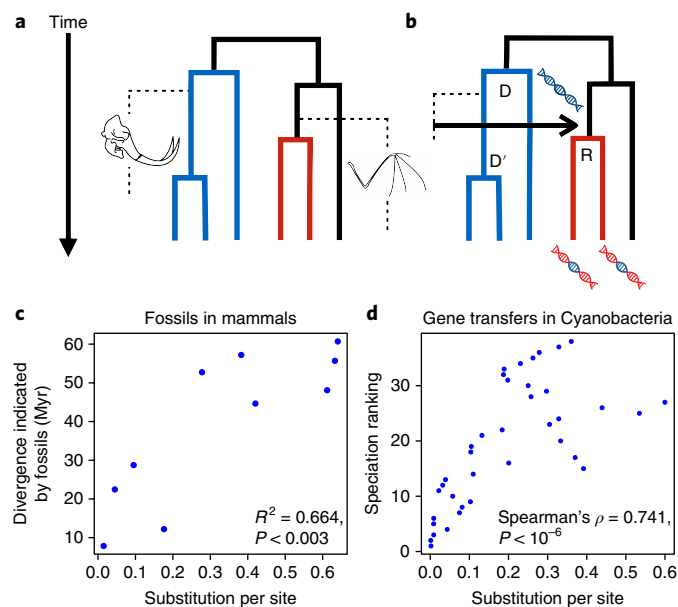 a
Time
b
D
D′
R
c
Fossils in mammals
Divergence indicated
by fossils (Myr)
60
50
40
30
20
10
R² = 0.664,
P < 0.003
0.0 0.1 0.2 0.3 0.4 0.5 0.6
Substitution per site
d
Gene transfers in Cyanobacteria
Speciation ranking
30
20
10
0
Spearman's ρ = 0.741,
P < 10⁻⁶
0.0 0.1 0.2 0.3 0.4 0.5 0.6
Substitution per site